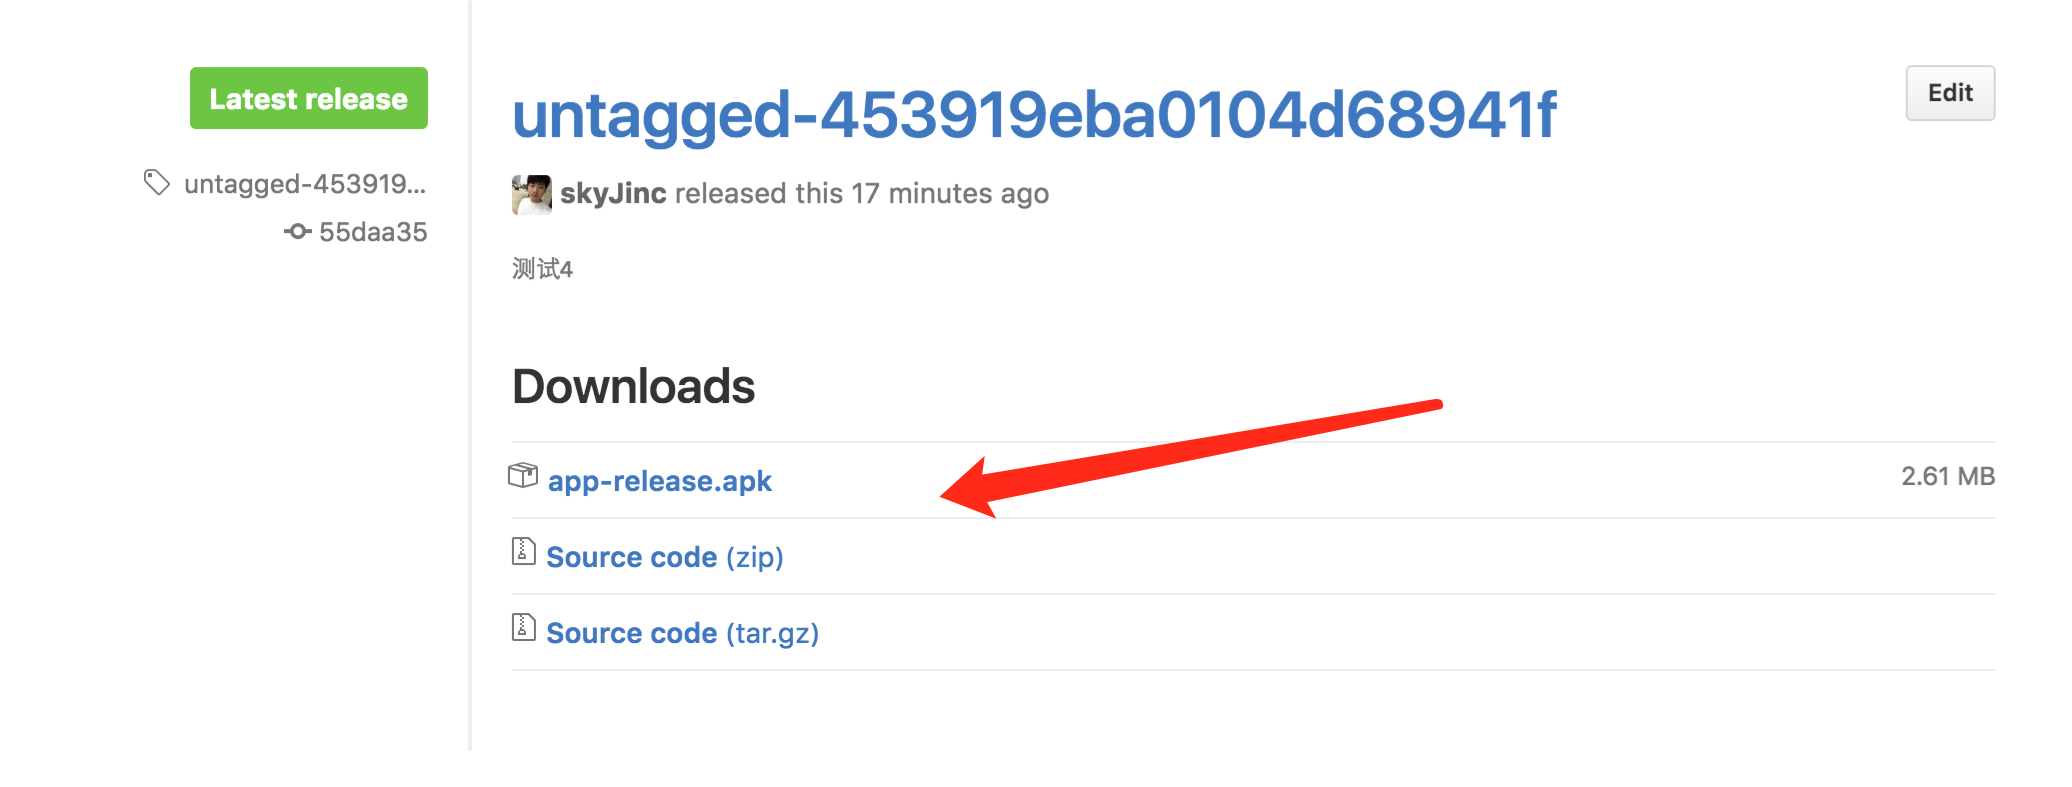 Latest release
untagged-453919...
55daa35
untagged-453919eba0104d68941f
Edit
skyJinc released this 17 minutes ago
测试4
Downloads
app-release.apk 2.61 MB
Source code (zip)
Source code (tar.gz)